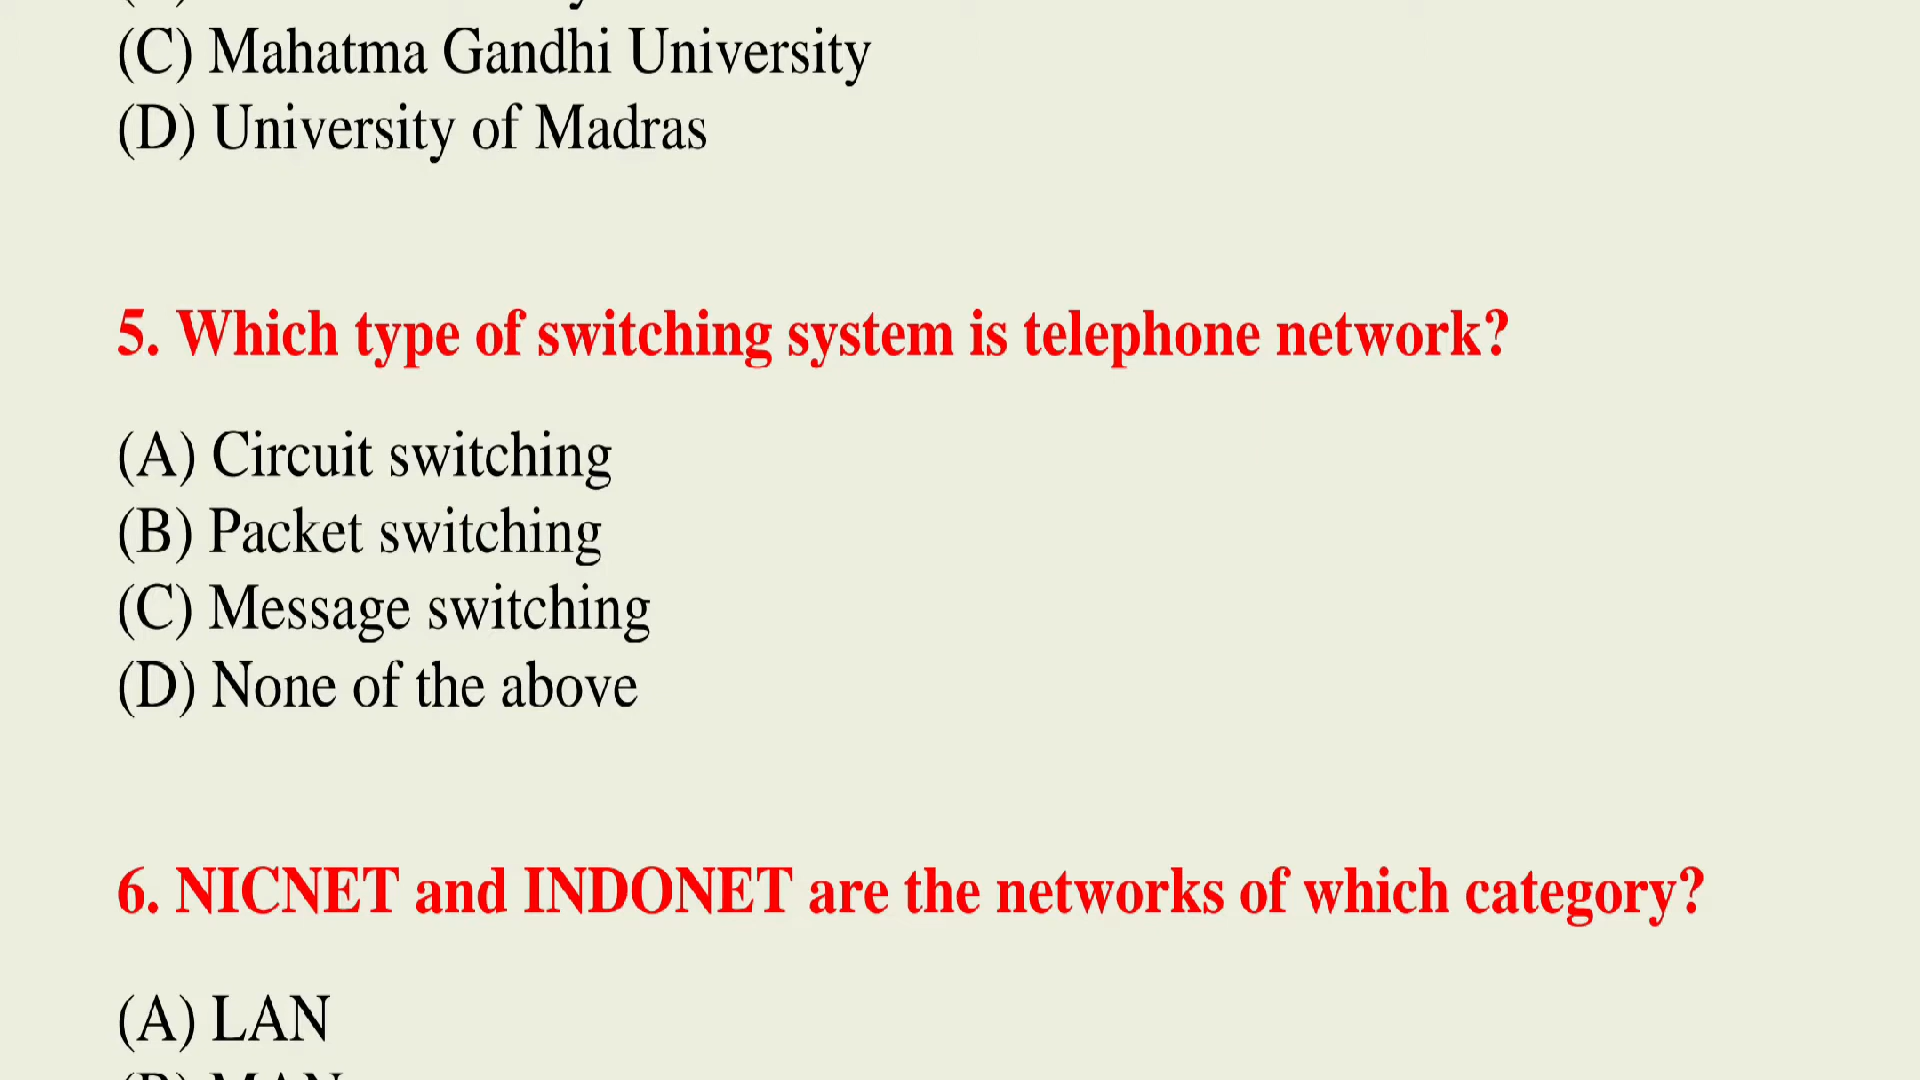 (C) Mahatma Gandhi University
(D) University of Madras
5. Which type of switching system is telephone network?
(A) Circuit switching
(B) Packet switching
(C) Message switching
(D) None of the above
6. NICNET and INDONET are the networks of which category?
(A) LAN
(B) MAN